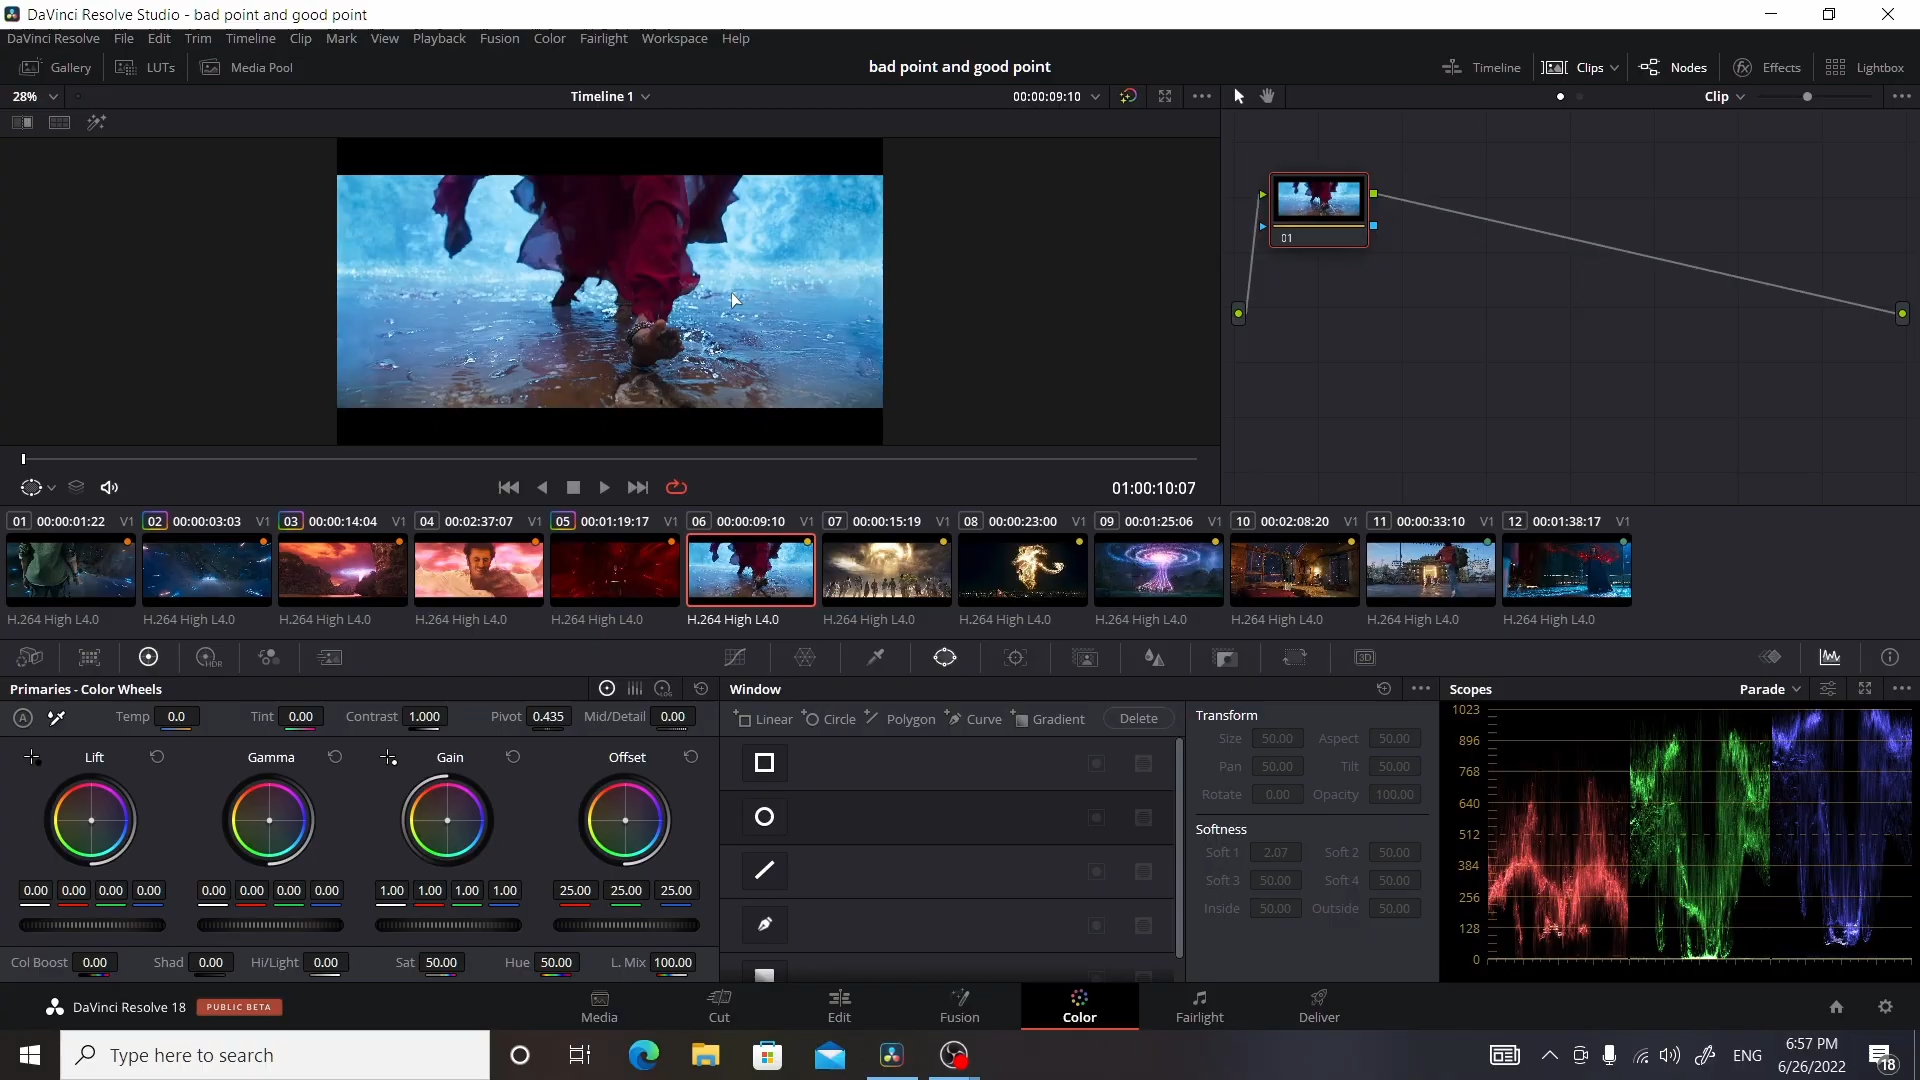 DaVinci Resolve Studio - bad point and good point
DaVinci Resolve File Edit Trim Timeline Clip Mark View Playback Fusion Color Fairlight Workspace Help
Gallery LUTs Media Pool bad point and good point Timeline Clips Nodes Effects Lightbox
28% Timeline 1 00:00:09:10 Clip
01
01:00:10:07
01 00:00:01:22 V1 02 00:00:03:03 V1 03 00:00:14:04 V1 04 00:02:37:07 V1 05 00:01:19:17 V1 06 00:00:09:10 V1 07 00:00:15:19 V1 08 00:00:23:00 V1 09 00:01:25:06 V1 10 00:02:08:20 V1 11 00:00:33:10 V1 12 00:01:38:17 V1
H.264 High L4.0 H.264 High L4.0 H.264 High L4.0 H.264 High L4.0 H.264 High L4.0 H.264 High L4.0 H.264 High L4.0 H.264 High L4.0 H.264 High L4.0 H.264 High L4.0 H.264 High L4.0 H.264 High L4.0
HDR 3D
Primaries - Color Wheels LOG
A Temp 0.0 Tint 0.00 Contrast 1.000 Pivot 0.435 Mid/Detail 0.00
Lift Gamma Gain Offset
0.00 0.00 0.00 0.00 0.00 0.00 0.00 0.00 1.00 1.00 1.00 1.00 25.00 25.00 25.00
Col Boost 0.00 Shad 0.00 Hi/Light 0.00 Sat 50.00 Hue 50.00 L. Mix 100.00
Window
Linear Circle Polygon Curve Gradient Delete
Transform
Size 50.00 Aspect 50.00
Pan 50.00 Tilt 50.00
Rotate 0.00 Opacity 100.00
Softness
Soft 1 2.07 Soft 2 50.00
Soft 3 50.00 Soft 4 50.00
Inside 50.00 Outside 50.00
Scopes Parade
1023
896
768
640
512
384
256
128
0
DaVinci Resolve 18 PUBLIC BETA Media Cut Edit Fusion Color Fairlight Deliver
Type here to search ENG 6:57 PM
6/26/2022 18